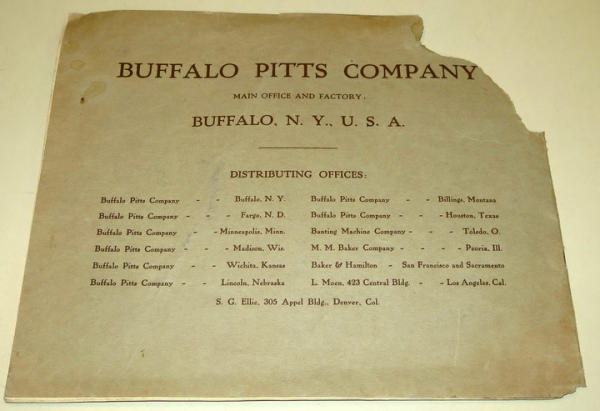 BUFFALO PITTS COMPANY
MAIN OFFICE AND FACTORY:
BUFFALO, N. Y., U. S. A.
DISTRIBUTING OFFICES:
Buffalo Pitts Company - - Buffalo, N. Y. Buffalo Pitts Company - - Billings, Montana
Buffalo Pitts Company - - - Fargo, N. D. Buffalo Pitts Company - - Houston, Texas
Buffalo Pitts Company - - Minneapolis, Minn. Banting Machine Company - - - Toledo, O.
Buffalo Pitts Company - - - Madison, Wis. M. M. Baker Company - - - - Peoria, Ill.
Buffalo Pitts Company - - Wichita, Kansas Baker & Hamilton - San Francisco and Sacramento
Buffalo Pitts Company - - - Lincoln, Nebraska L. Moen, 423 Central Bldg. - - Los Angeles, Cal.
S. G. Ellie, 305 Appel Bldg., Denver, Col.